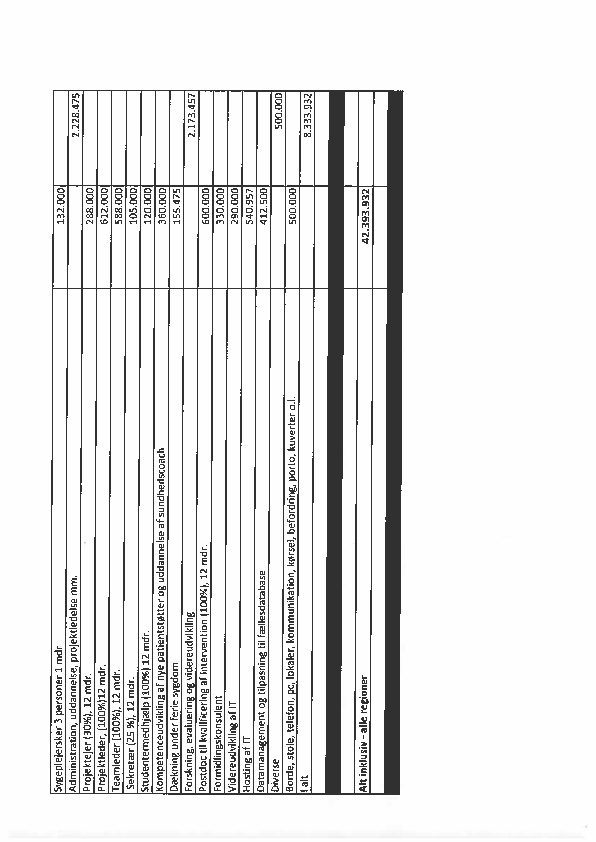 Sygeplejersker 3 personer 1 mdr 132.000
Administration, uddannelse, projektledelse mm. 2.228.475
Projektejer (30%), 12 mdr. 288.000
Projektleder, (100%)12 mdr. 612.000
Teamleder (100%), 12 mdr. 588.000
Sekretær (25 %), 12 mdr. 105.000
Studentermedhjælp (100%) 12 mdr. 120.000
Kompetenceudvikling af nye patientstøtter og uddannelse af sundhedscoach 360.000
Dækning under ferie sygdom 155.475
Forskning, evaluering og videreudvikling 2.173.457
Postdoc til kvalificering af intervention (100%), 12 mdr. 600.000
Formidlingskonsulent 330.000
Videreudvikling af IT 290.000
Hosting af IT 540.957
Datamanagement og tilpasning til fællesdatabase 412.500
Diverse 500.000
Borde, stole, telefon, pc, lokaler, kommunikation, kørsel, befordring, porto, kuverter o.l. 500.000
I alt 8.333.932
Alt inklusiv - alle regioner 42.393.932